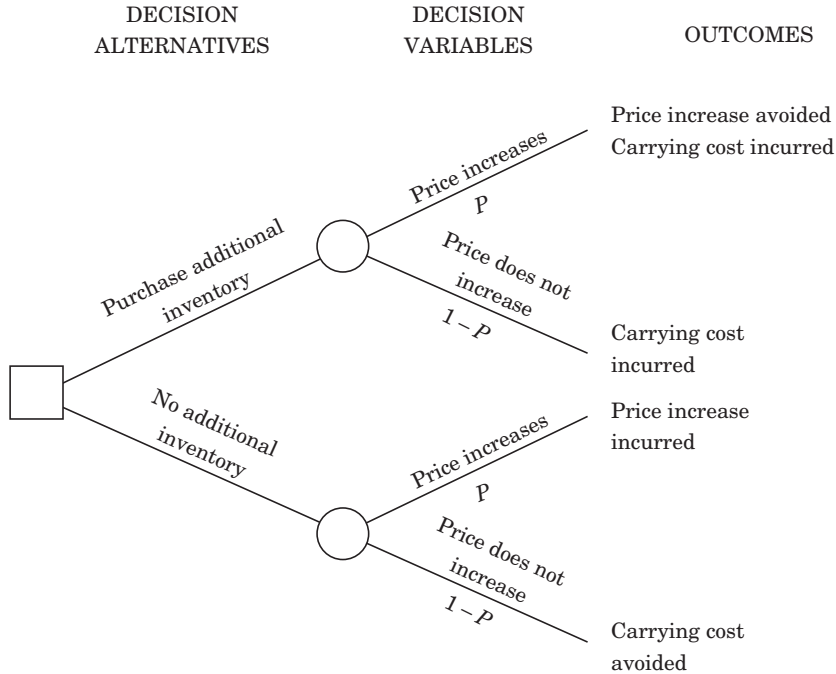 DECISION
ALTERNATIVES
DECISION
VARIABLES
OUTCOMES
Purchase additional
inventory
Price increases
P
Price increase avoided
Carrying cost incurred
Price does not
increase
1 – P
Carrying cost
incurred
No additional
inventory
Price increases
P
Price increase
incurred
Price does not
increase
1 – P
Carrying cost
avoided